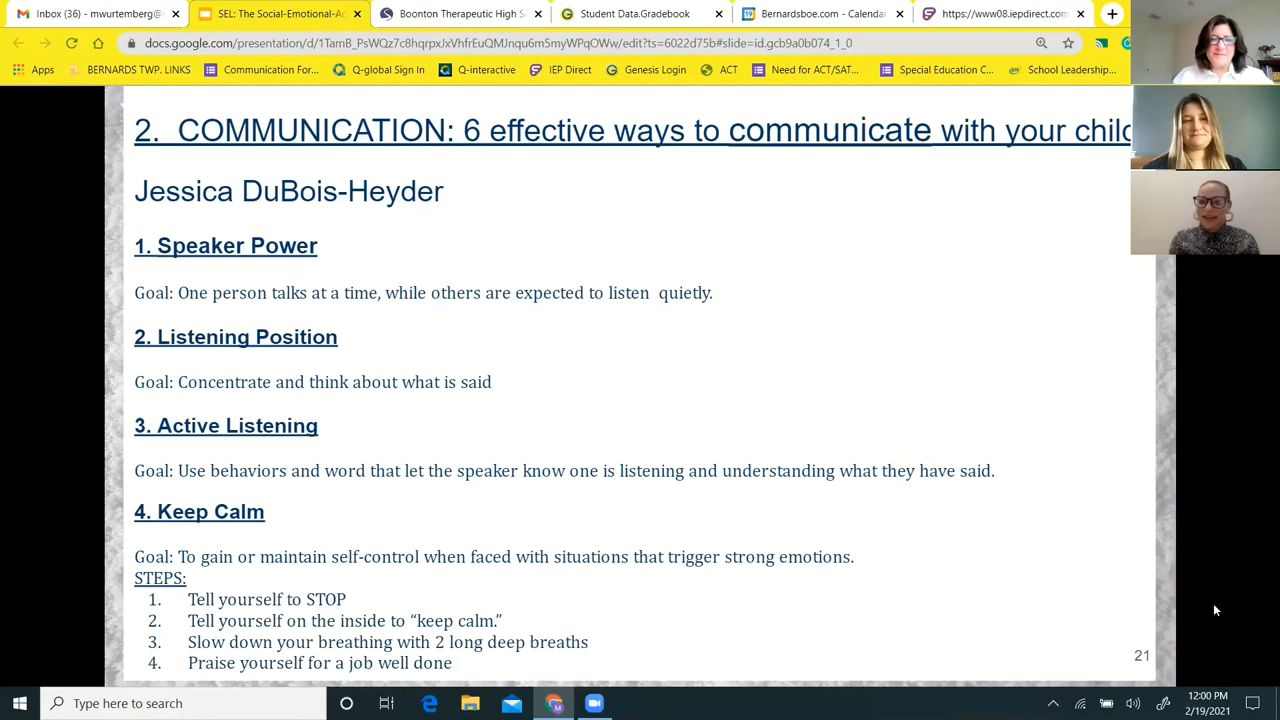 Inbox (36) - mwurtemberg@
SEL: The Social-Emotional-Ac
Boonton Therapeutic High S
Student Data.Gradebook
Bernardsboe.com - Calendar
https://www08.iepdirect.com
docs.google.com/presentation/d/1TamB_PsWQz7c8hqrpxJxVhfrEuQMJnqu6m5myWPqOWw/edit?ts=6022d75b#slide=id.gcb9a0b074_1_0
Apps
BERNARDS TWP. LINKS
Communication For...
Q-global Sign In
Q-interactive
IEP Direct
Genesis Login
ACT
Need for ACT/SAT...
Special Education C...
School Leadership...
2. COMMUNICATION: 6 effective ways to communicate with your chil
Jessica DuBois-Heyder
1. Speaker Power
Goal: One person talks at a time, while others are expected to listen quietly.
2. Listening Position
Goal: Concentrate and think about what is said
3. Active Listening
Goal: Use behaviors and word that let the speaker know one is listening and understanding what they have said.
4. Keep Calm
Goal: To gain or maintain self-control when faced with situations that trigger strong emotions.
STEPS:
1. Tell yourself to STOP
2. Tell yourself on the inside to “keep calm.”
3. Slow down your breathing with 2 long deep breaths
4. Praise yourself for a job well done
21
Type here to search
12:00 PM
2/19/2021